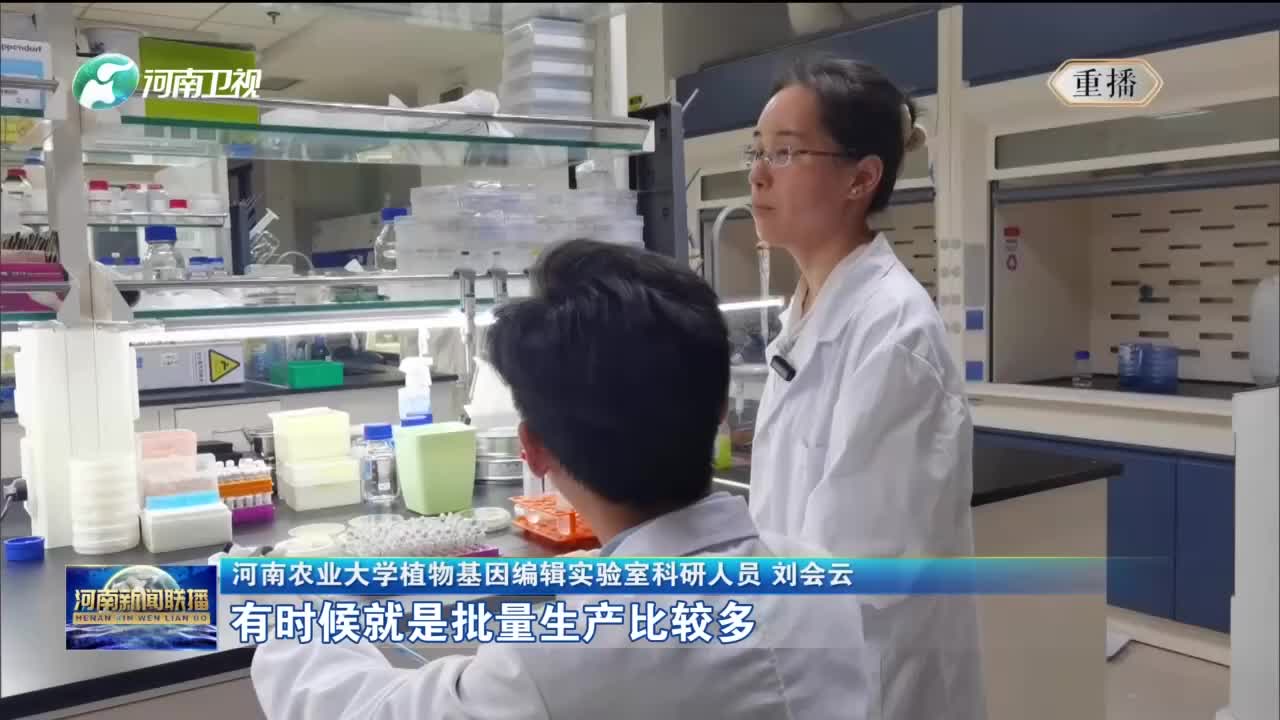 ppendorf
河南卫视
重播
河南农业大学植物基因编辑实验室科研人员 刘会云
河南新闻联播
HENAN XIN WEN LIAN BO
有时候就是批量生产比较多